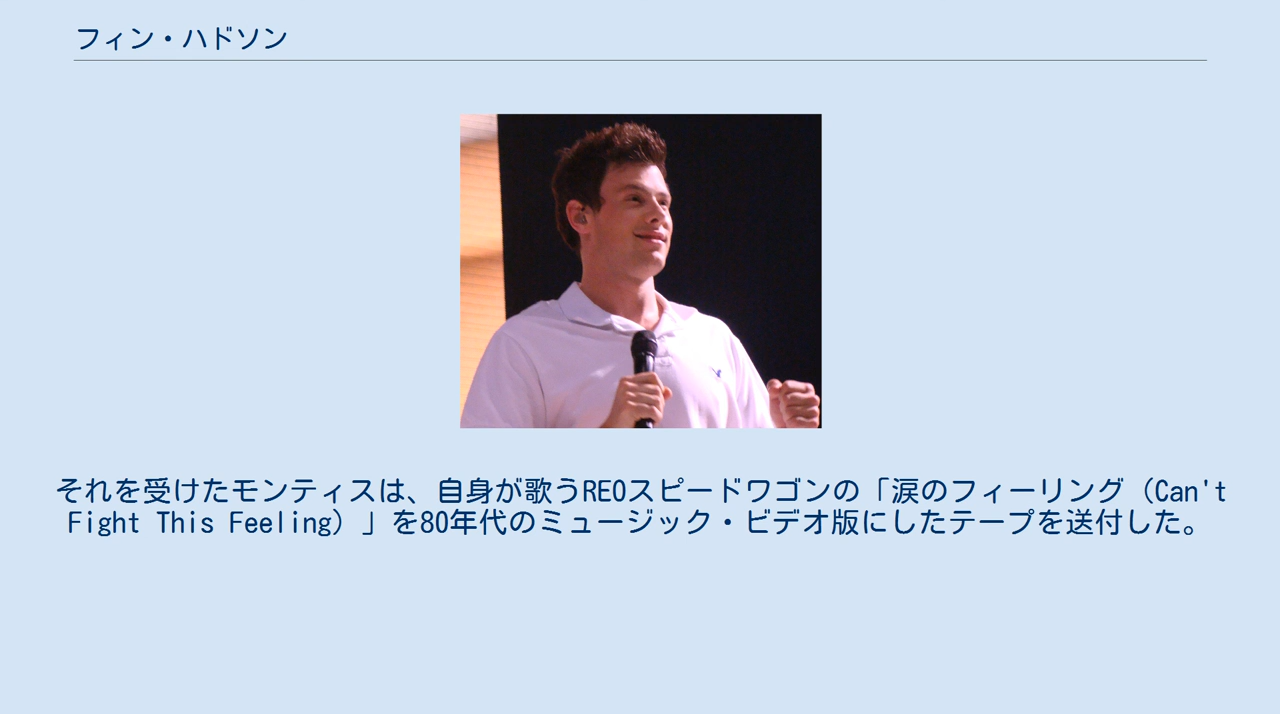 フィン・ハドソン
それを受けたモンティスは、自身が歌うREOスピードワゴンの「涙のフィーリング（Can't
Fight This Feeling）」を80年代のミュージック・ビデオ版にしたテープを送付した。